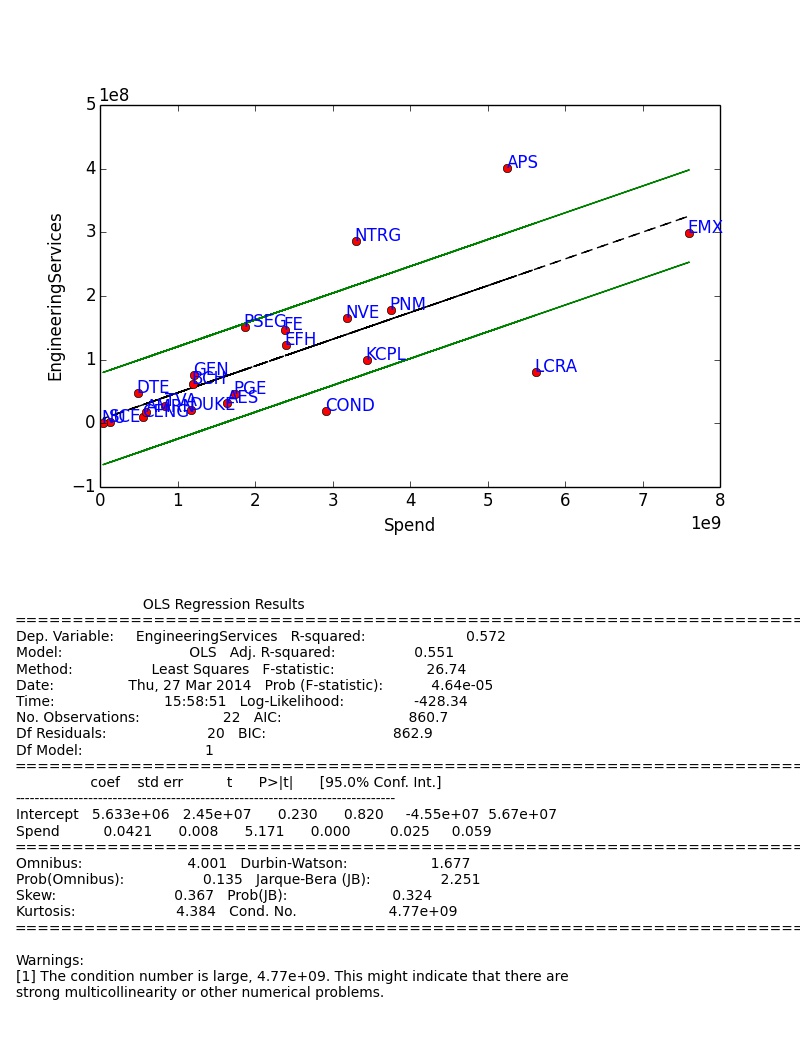 1e8
5
4
3
2
1
0
−1
EngineeringServices
APS
EMX
NTRG
PNM
NVE
PSEG
FE
EFH
KCPL
LCRA
GEN
SCH
DTE
PGE
AES
TVA
DUKE
COND
SCE
0 1 2 3 4 5 6 7 8
Spend
1e9
OLS Regression Results
==============================================================================
Dep. Variable: EngineeringServices R-squared: 0.572
Model: OLS Adj. R-squared: 0.551
Method: Least Squares F-statistic: 26.74
Date: Thu, 27 Mar 2014 Prob (F-statistic): 4.64e-05
Time: 15:58:51 Log-Likelihood: -428.34
No. Observations: 22 AIC: 860.7
Df Residuals: 20 BIC: 862.9
Df Model: 1
==============================================================================
coef std err t P>|t| [95.0% Conf. Int.]
------------------------------------------------------------------------------
Intercept 5.633e+06 2.45e+07 0.230 0.820 -4.55e+07 5.67e+07
Spend 0.0421 0.008 5.171 0.000 0.025 0.059
==============================================================================
Omnibus: 4.001 Durbin-Watson: 1.677
Prob(Omnibus): 0.135 Jarque-Bera (JB): 2.251
Skew: 0.367 Prob(JB): 0.324
Kurtosis: 4.384 Cond. No. 4.77e+09
==============================================================================
Warnings:
[1] The condition number is large, 4.77e+09. This might indicate that there are
strong multicollinearity or other numerical problems.